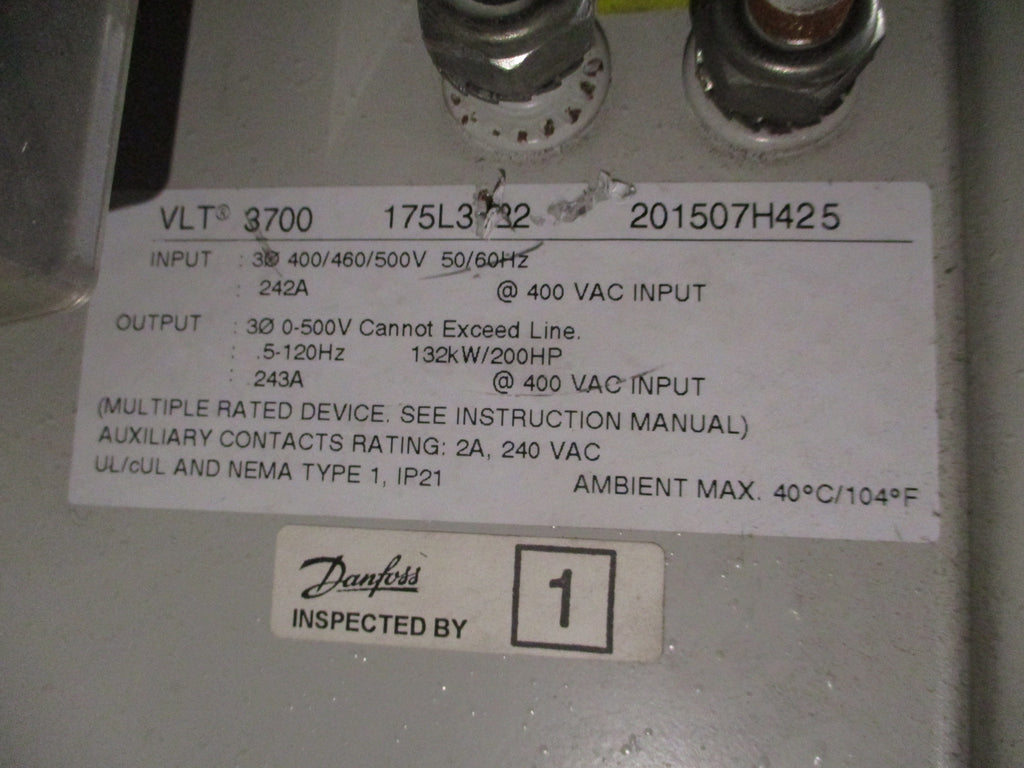 VLT® 3700 201507H425
INPUT : 3Ø 400/460/500V 50/60Hz
: 242A @ 400 VAC INPUT
OUTPUT : 3Ø 0-500V Cannot Exceed Line.
: .5-120Hz 132kW/200HP
: 243A @ 400 VAC INPUT
(MULTIPLE RATED DEVICE. SEE INSTRUCTION MANUAL)
AUXILIARY CONTACTS RATING: 2A, 240 VAC
UL/cUL AND NEMA TYPE 1, IP21 AMBIENT MAX. 40°C/104°F
Danfoss
INSPECTED BY 1